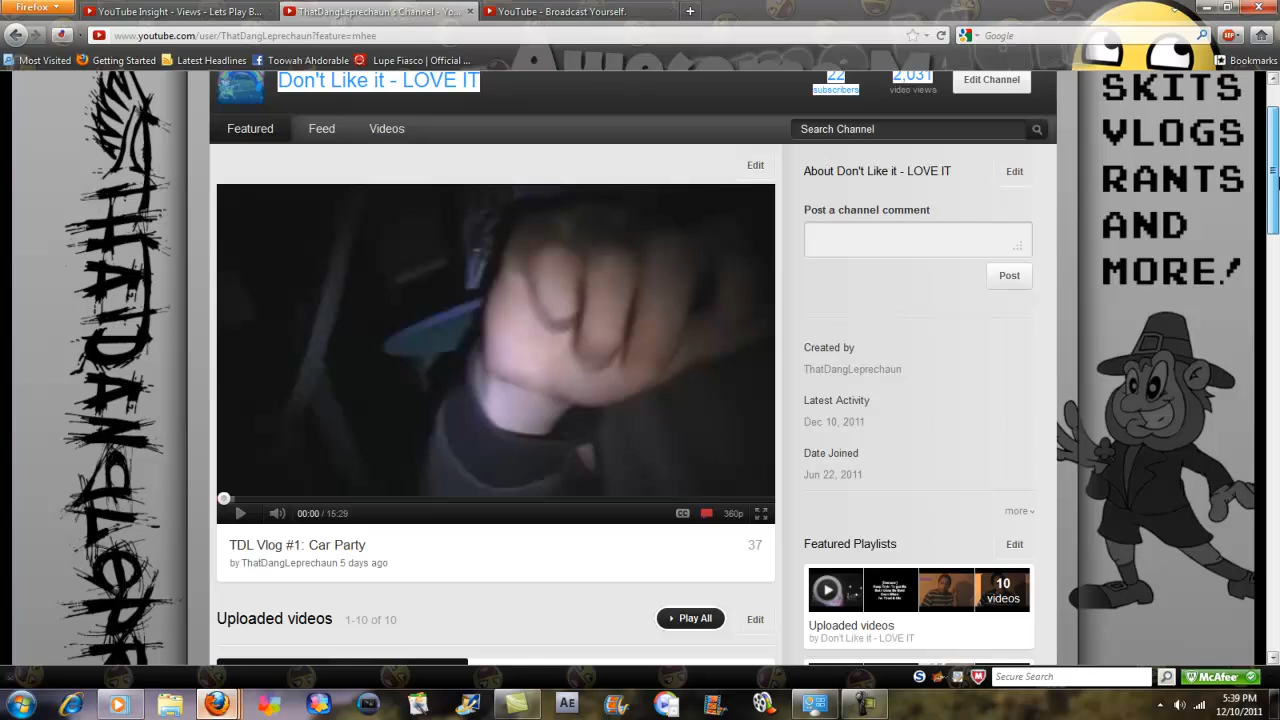 Firefox
YouTube Insight - Views - Lets Play B...
ThatDangLeprechaun's Channel - Yo...
YouTube - Broadcast Yourself.
www.youtube.com/user/ThatDangLeprechaun?feature=mhee
Google
Most Visited
Getting Started
Latest Headlines
Toowah Ahdorable
Lupe Fiasco | Official ...
Bookmarks
Don't Like it - LOVE IT
22
subscribers
2,031
video views
Edit Channel
Featured
Feed
Videos
Search Channel
Edit
About Don't Like it - LOVE IT
Edit
Post a channel comment
Post
Created by
ThatDangLeprechaun
Latest Activity
Dec 10, 2011
Date Joined
Jun 22, 2011
more
00:00 / 15:29
CC
360p
TDL Vlog #1: Car Party
37
by ThatDangLeprechaun 5 days ago
Featured Playlists
Edit
10
videos
Uploaded videos
by Don't Like it - LOVE IT
Uploaded videos
1-10 of 10
Play All
Edit
SKITS
VLOGS
RANTS
AND
MORE!
THADANGLEPR
Secure Search
McAfee
Ae
5:39 PM
12/10/2011